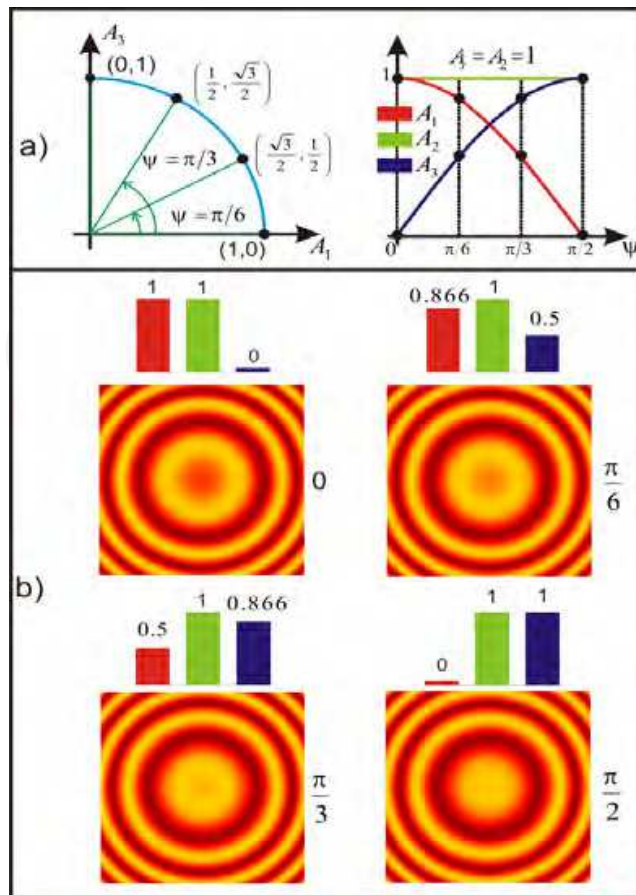 a)
A₃
(0,1)
(1/2, √3/2)
(√3/2, 1/2)
ψ = π/3
ψ = π/6
(1,0)
A₁
A₃ = A₂ = 1
1
A₁
A₂
A₃
0 π/6 π/3 π/2 ψ
b)
1 1 0
0
0.866 1 0.5
π/6
0.5 1 0.866
π/3
0 1 1
π/2